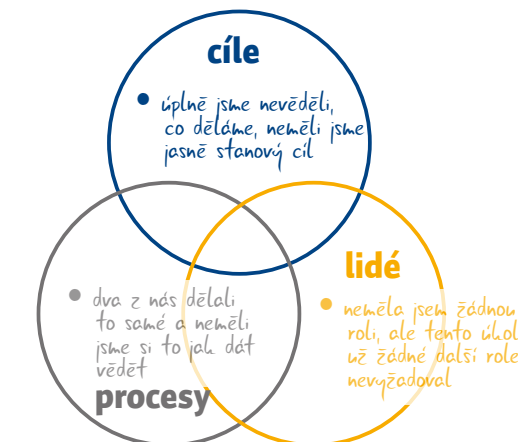 cíle
• úplně jsme nevěděli,
co děláme, neměli jsme
jasně stanový cíl
lidé
• neměla jsem žádnou
roli, ale tento úkol
už žádné další role
nevyžadoval
• dva z nás dělali
to samé a neměli
jsme si to jak dát
vědět
procesy